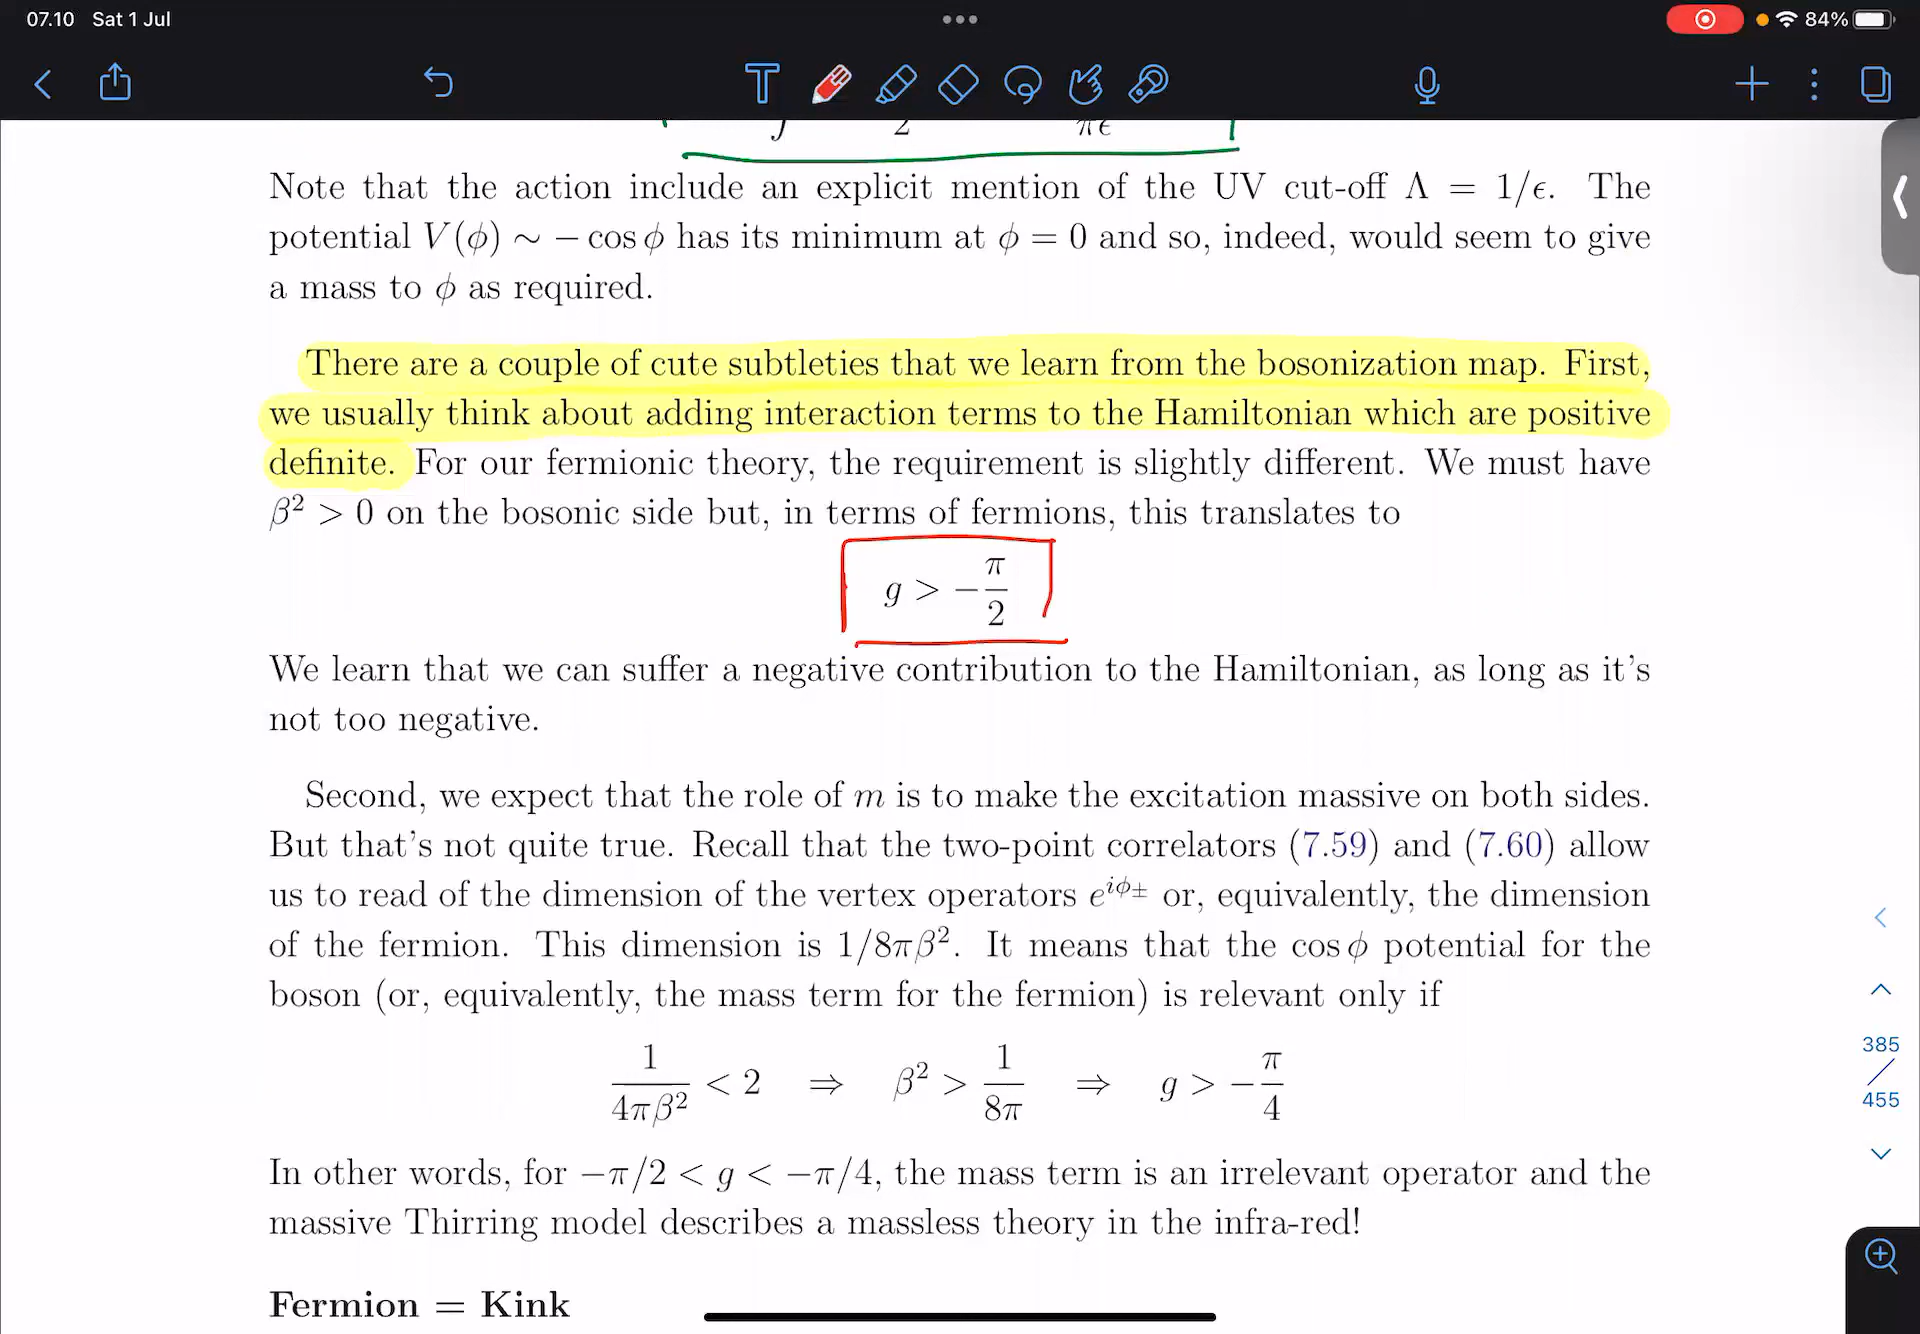 07.10 Sat 1 Jul
84%
2 πϵ
Note that the action include an explicit mention of the UV cut-off Λ = 1/ϵ. The
potential V(ϕ) ∼ − cos ϕ has its minimum at ϕ = 0 and so, indeed, would seem to give
a mass to ϕ as required.
There are a couple of cute subtleties that we learn from the bosonization map. First,
we usually think about adding interaction terms to the Hamiltonian which are positive
definite. For our fermionic theory, the requirement is slightly different. We must have
β² > 0 on the bosonic side but, in terms of fermions, this translates to
g > −π/2
We learn that we can suffer a negative contribution to the Hamiltonian, as long as it's
not too negative.
Second, we expect that the role of m is to make the excitation massive on both sides.
But that's not quite true. Recall that the two-point correlators (7.59) and (7.60) allow
us to read of the dimension of the vertex operators e^{iϕ±} or, equivalently, the dimension
of the fermion. This dimension is 1/8πβ². It means that the cos ϕ potential for the
boson (or, equivalently, the mass term for the fermion) is relevant only if
1/4πβ² < 2 ⇒ β² > 1/8π ⇒ g > −π/4
In other words, for −π/2 < g < −π/4, the mass term is an irrelevant operator and the
massive Thirring model describes a massless theory in the infra-red!
Fermion = Kink
385
/
455